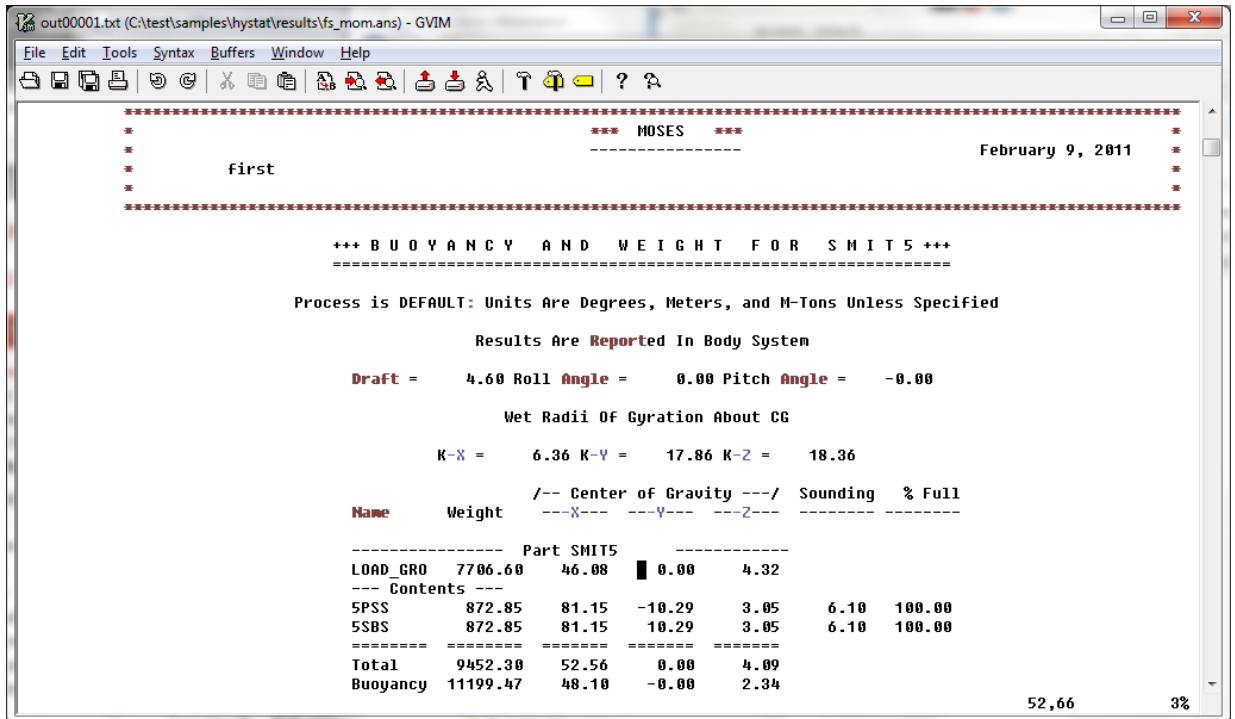 out00001.txt (C:\test\samples\hystat\results\fs_mom.ans) - GVIM
File Edit Tools Syntax Buffers Window Help
***************************************************************************************************************
* *** MOSES *** *
* ---------------- February 9, 2011 *
* first *
* *
***************************************************************************************************************
+++ B U O Y A N C Y   A N D   W E I G H T   F O R   S M I T 5 +++
=================================================================
Process is DEFAULT: Units Are Degrees, Meters, and M-Tons Unless Specified
Results Are Reported In Body System
Draft = 4.60 Roll Angle = 0.00 Pitch Angle = -0.00
Wet Radii Of Gyration About CG
K-X = 6.36 K-Y = 17.86 K-Z = 18.36
/-- Center of Gravity ---/ Sounding % Full
Name Weight ---X--- ---Y--- ---Z--- -------- --------
---------------- Part SMIT5 ------------
LOAD_GRO 7706.60 46.08 0.00 4.32
--- Contents ---
5PSS 872.85 81.15 -10.29 3.05 6.10 100.00
5SBS 872.85 81.15 10.29 3.05 6.10 100.00
======== ======== ======= ======= =======
Total 9452.30 52.56 0.00 4.09
Buoyancy 11199.47 48.10 -0.00 2.34
52,66 3%